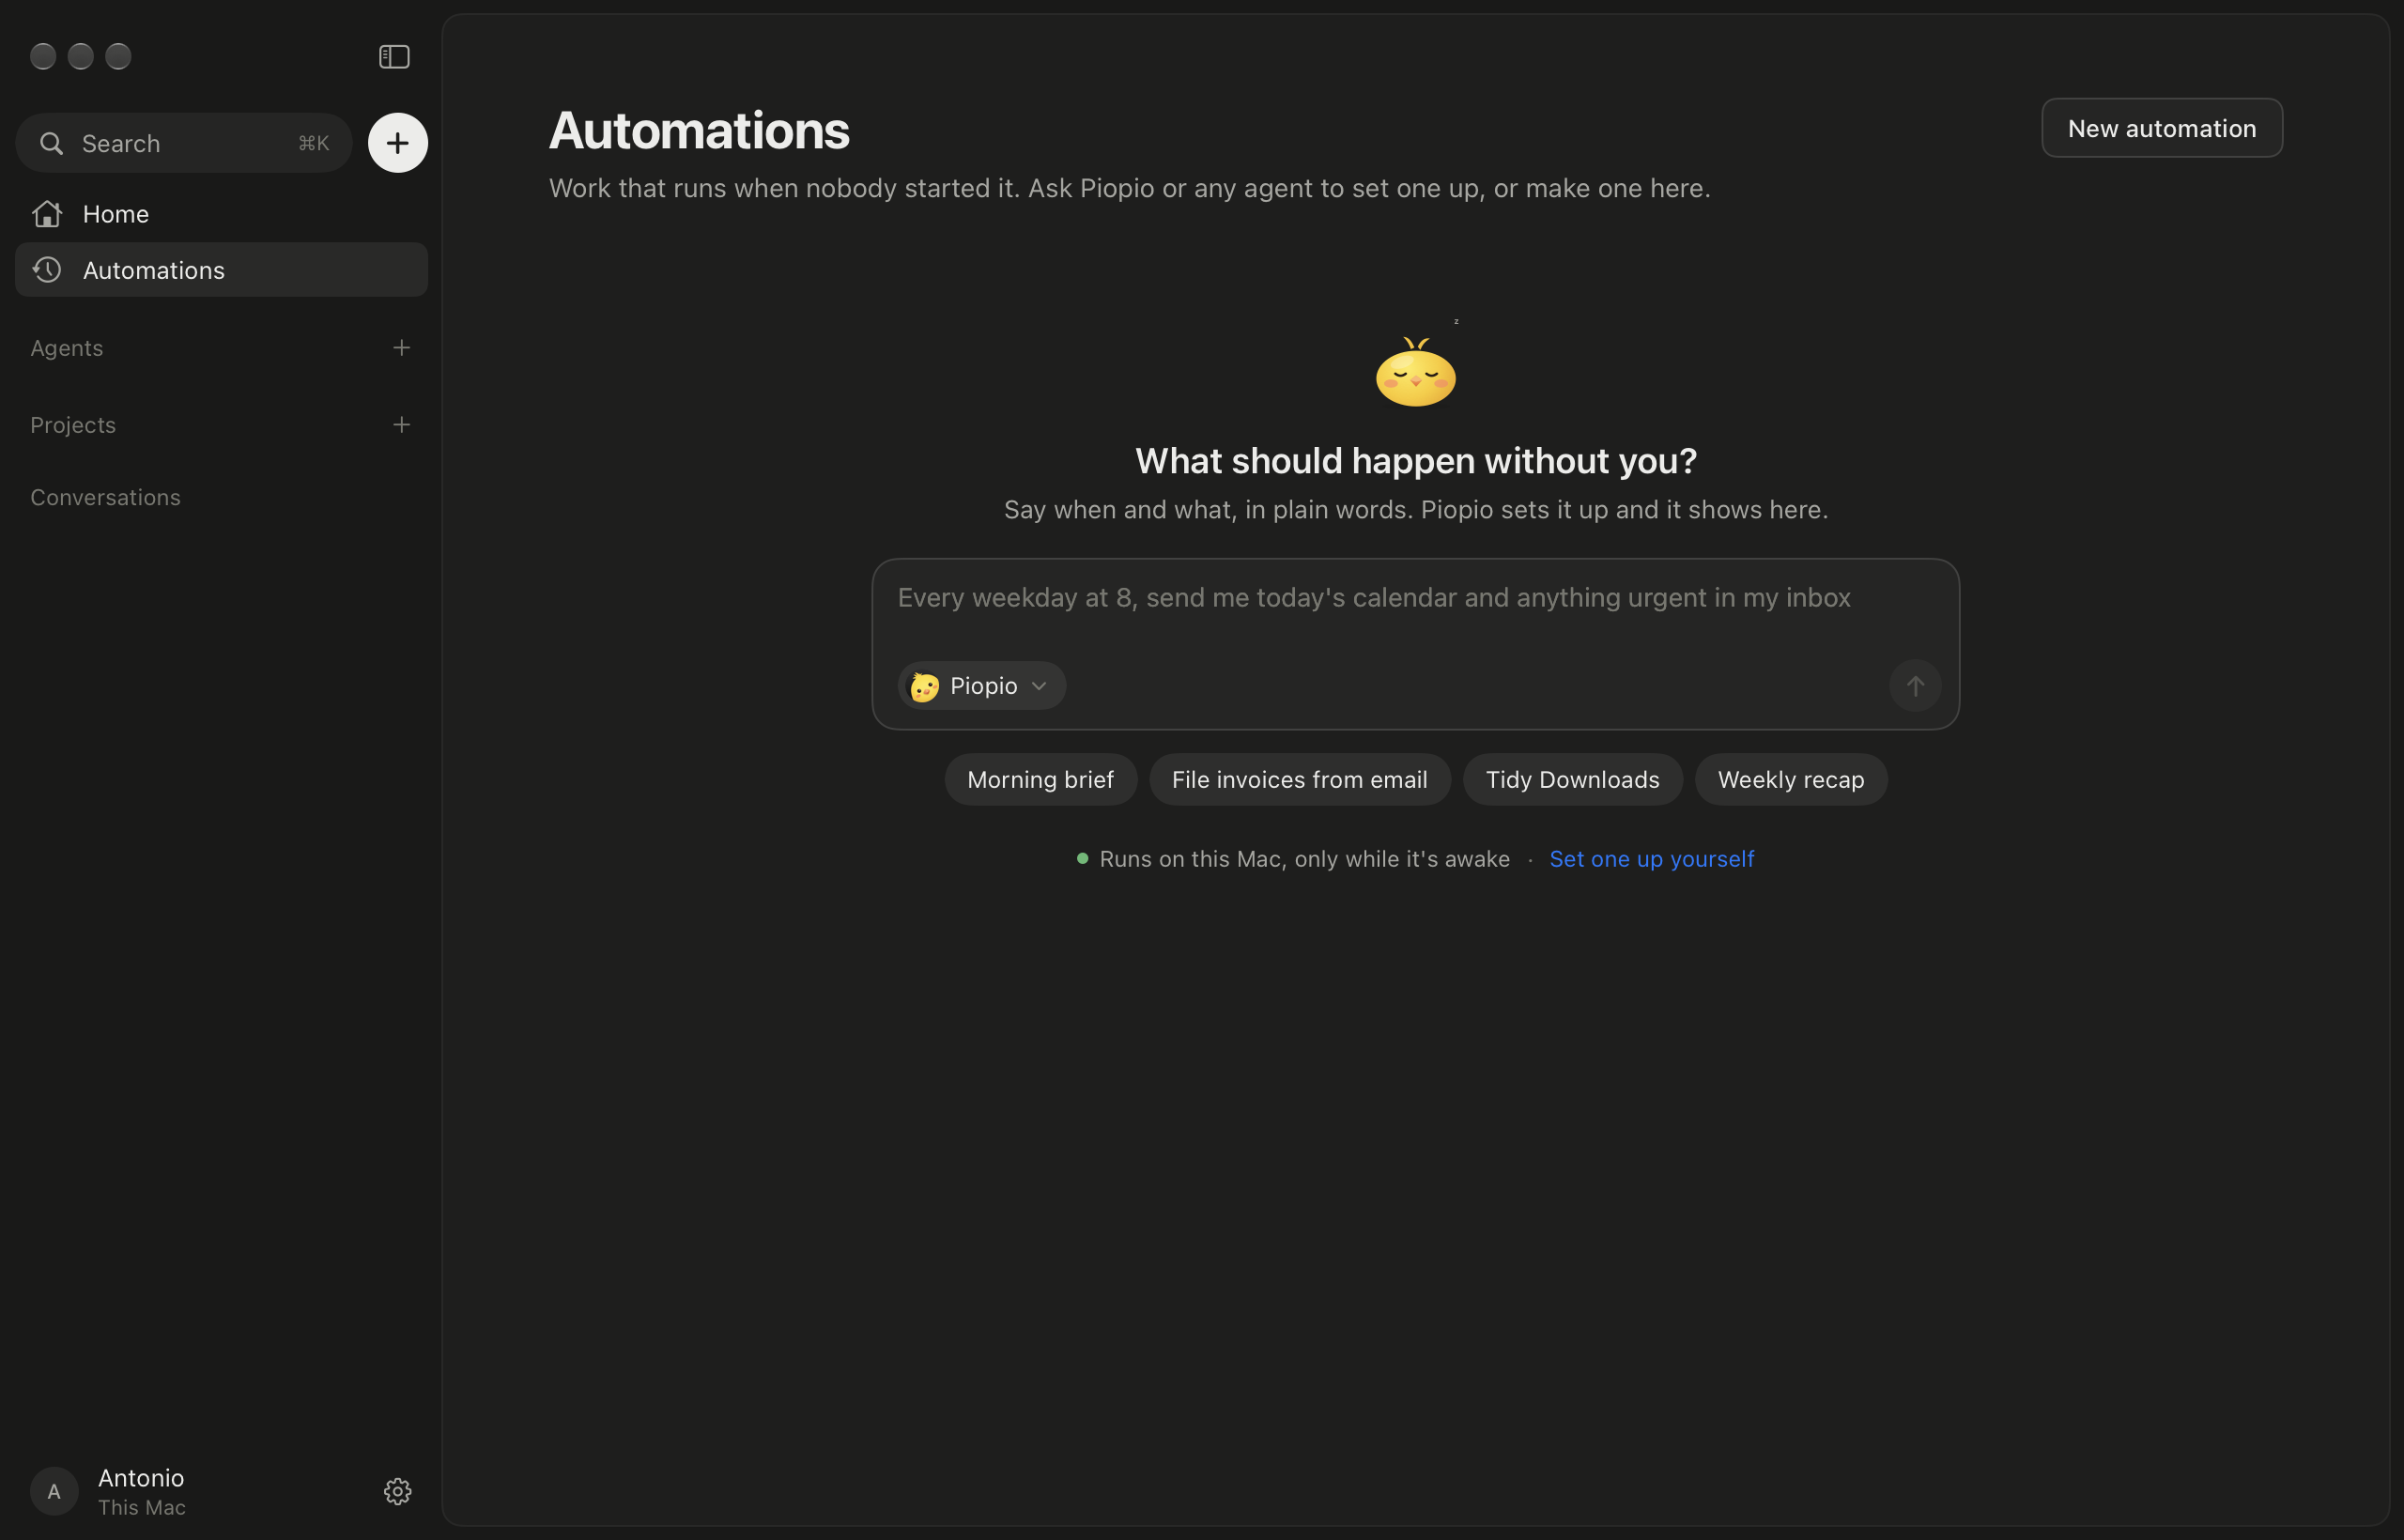 Search ⌘K
Home
Automations
Agents
Projects
Conversations
A
Antonio
This Mac
Automations
New automation
Work that runs when nobody started it. Ask Piopio or any agent to set one up, or make one here.
z
What should happen without you?
Say when and what, in plain words. Piopio sets it up and it shows here.
Every weekday at 8, send me today's calendar and anything urgent in my inbox
Piopio
Morning brief
File invoices from email
Tidy Downloads
Weekly recap
Runs on this Mac, only while it's awake · Set one up yourself